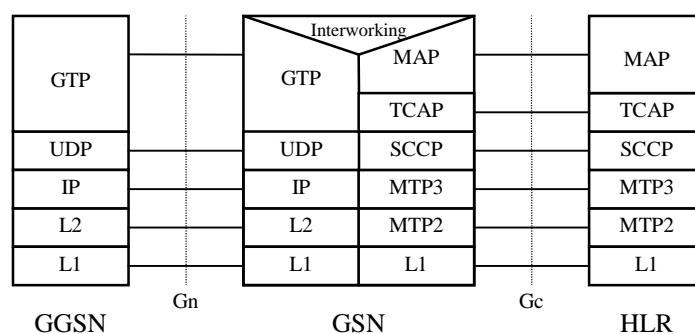 Interworking
GTP GTP MAP MAP
TCAP TCAP
UDP UDP SCCP SCCP
IP IP MTP3 MTP3
L2 L2 MTP2 MTP2
L1 L1 L1 L1
Gn Gc
GGSN GSN HLR